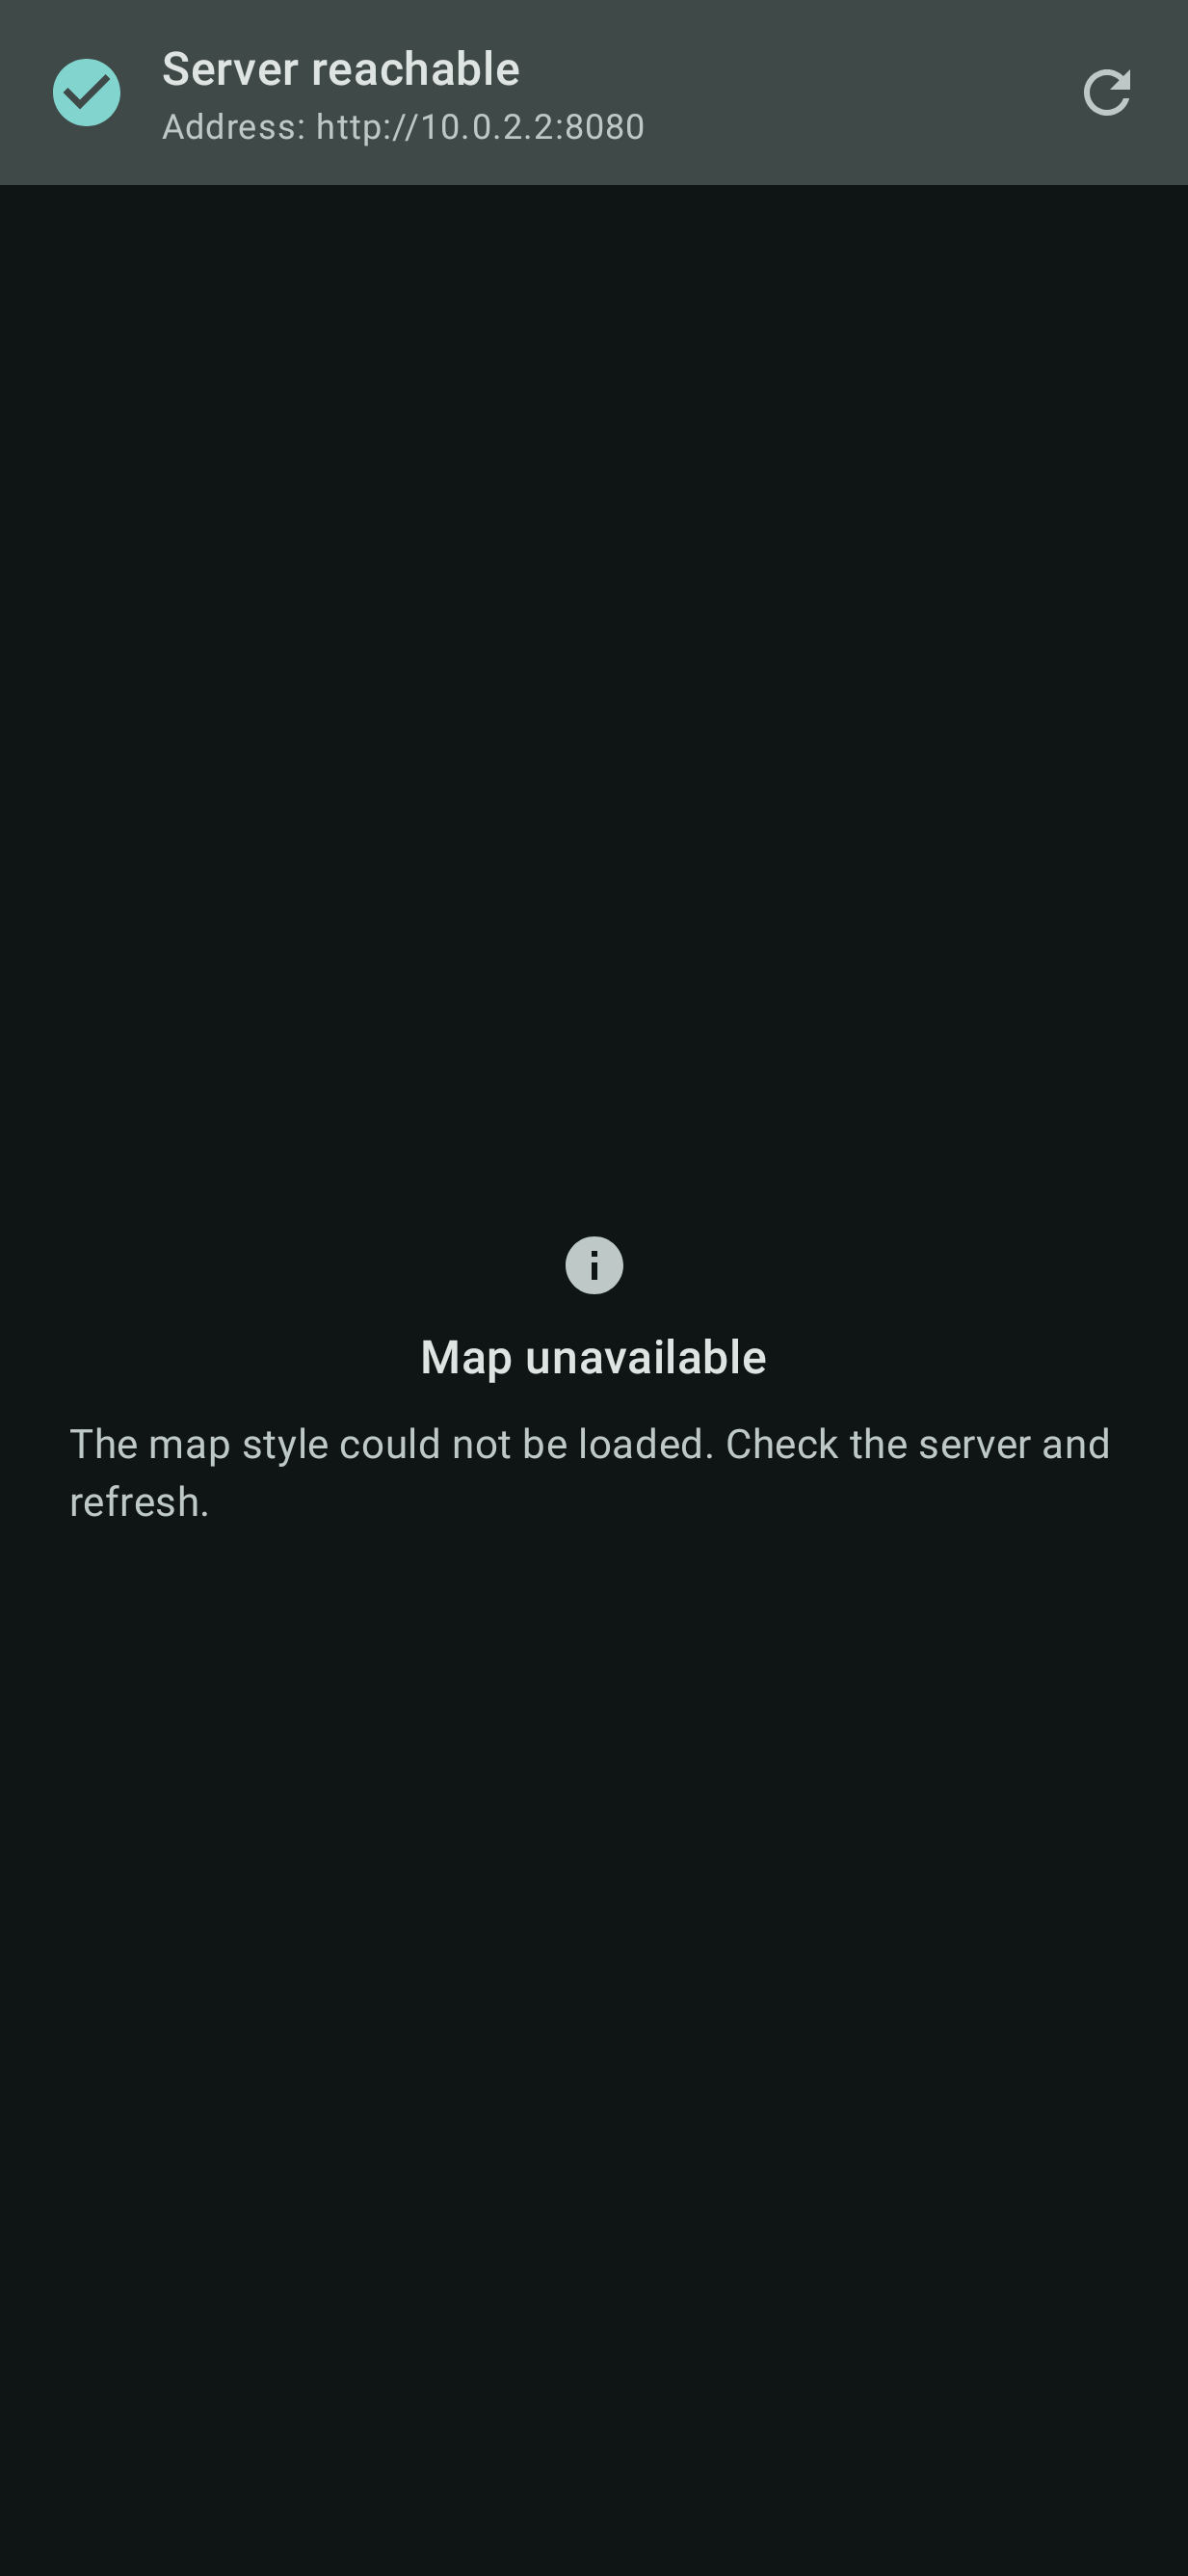 Server reachable
Address: http://10.0.2.2:8080
Map unavailable
The map style could not be loaded. Check the server and
refresh.